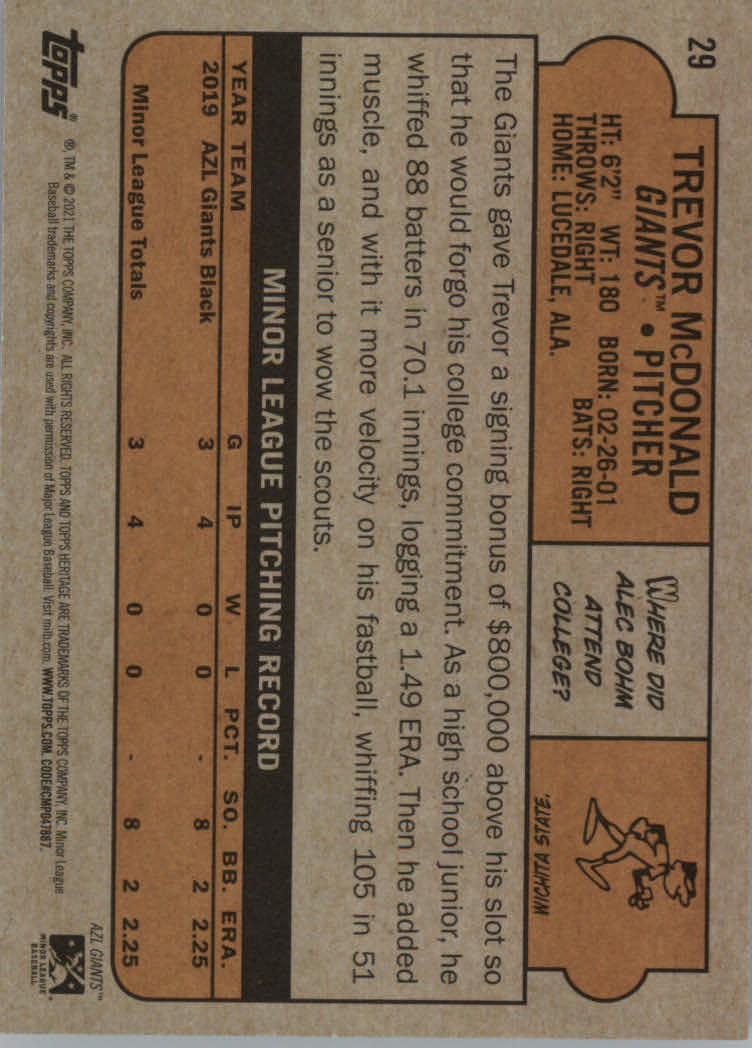 29
TREVOR McDONALD
GIANTS™ • PITCHER
HT: 6'2" WT: 180 BORN: 02-26-01
THROWS: RIGHT BATS: RIGHT
HOME: LUCEDALE, ALA.
WHERE DID
ALEC BOHM
ATTEND
COLLEGE?
WICHITA STATE.
The Giants gave Trevor a signing bonus of $800,000 above his slot so
that he would forgo his college commitment. As a high school junior, he
whiffed 88 batters in 70.1 innings, logging a 1.49 ERA. Then he added
muscle, and with it more velocity on his fastball, whiffing 105 in 51
innings as a senior to wow the scouts.
MINOR LEAGUE PITCHING RECORD
YEAR TEAM G IP W L PCT. SO. BB. ERA.
2019 AZL Giants Black 3 4 0 0 - 8 2 2.25
Minor League Totals 3 4 0 0 - 8 2 2.25
topps®
®, TM & © 2021 THE TOPPS COMPANY, INC. ALL RIGHTS RESERVED. TOPPS AND TOPPS HERITAGE ARE TRADEMARKS OF THE TOPPS COMPANY, INC. Minor League
Baseball trademarks and copyrights are used with permission of Major League Baseball. Visit milb.com. WWW.TOPPS.COM. CODE#CMP047887.
AZL GIANTS™
MINOR LEAGUE
BASEBALL®